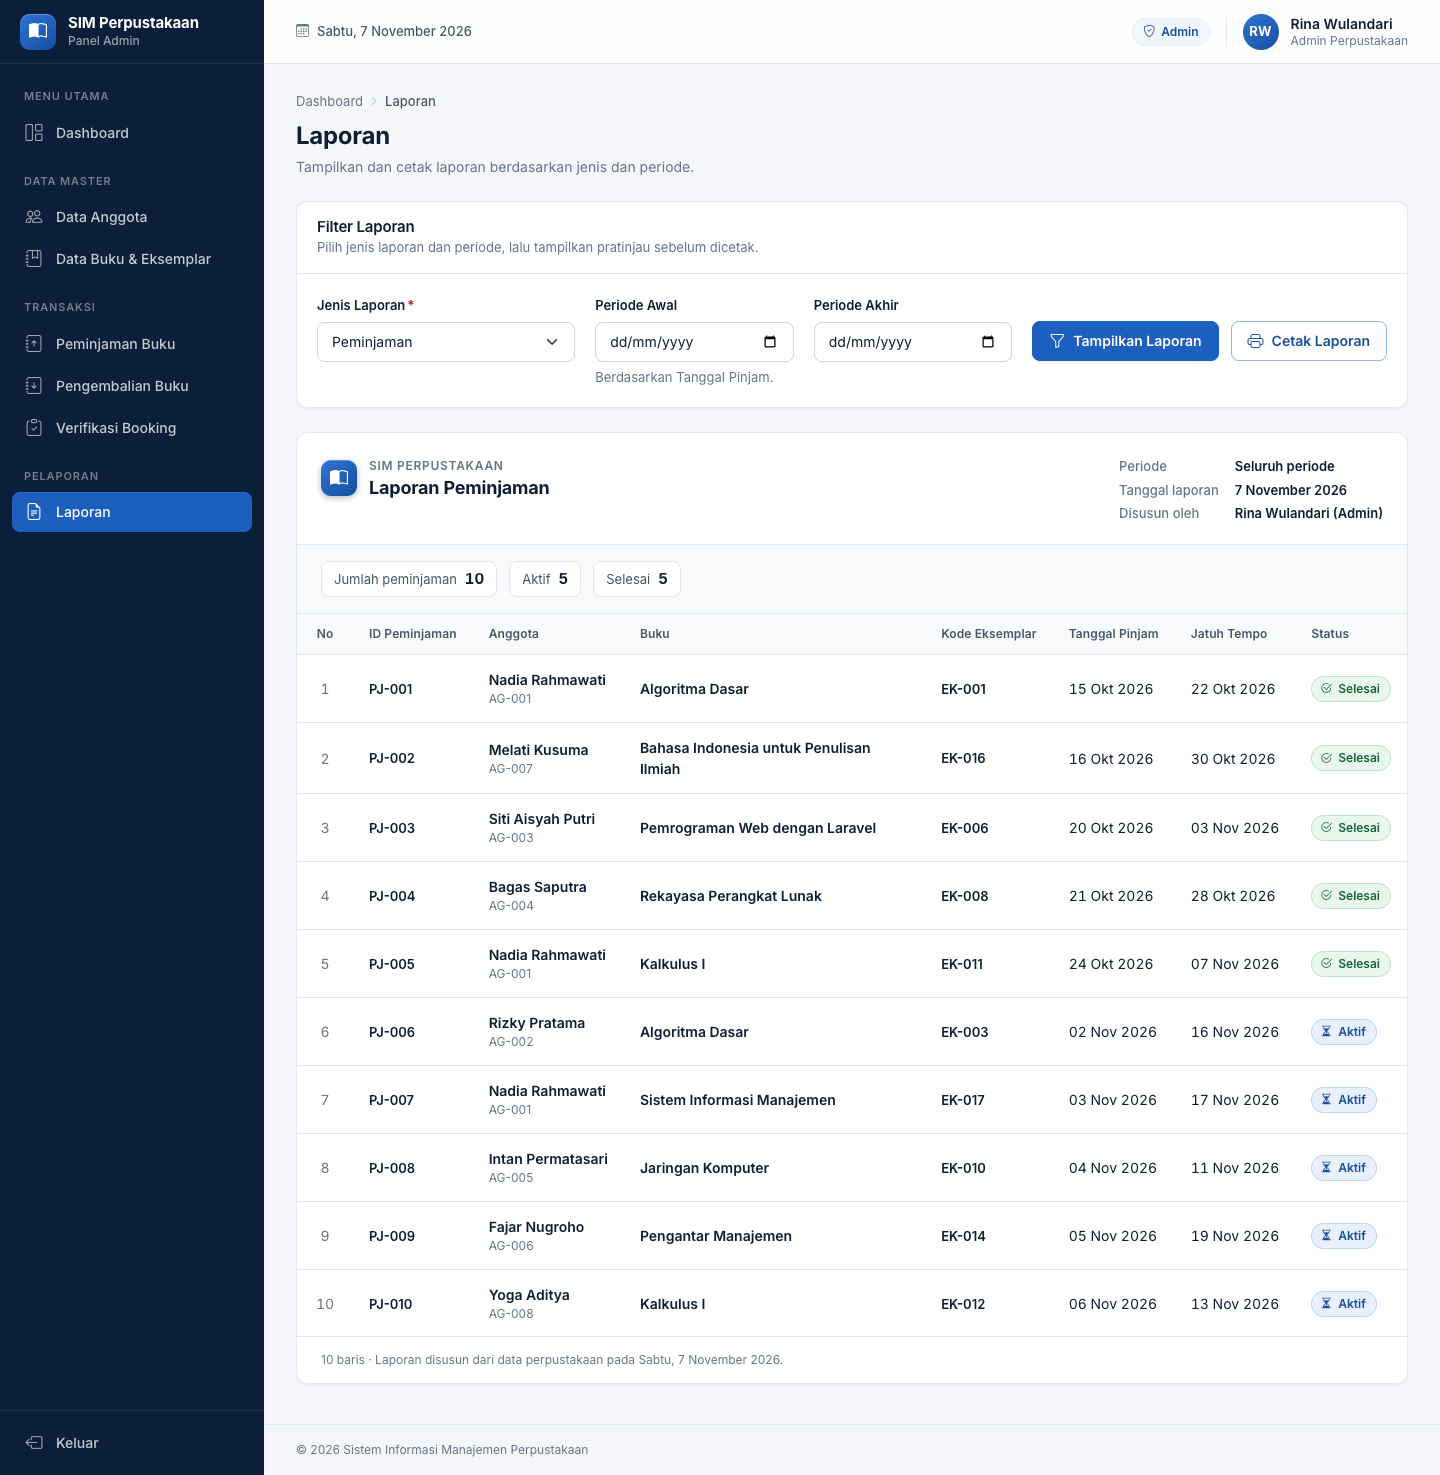 SIM Perpustakaan
Panel Admin
MENU UTAMA
Dashboard
DATA MASTER
Data Anggota
Data Buku & Eksemplar
TRANSAKSI
Peminjaman Buku
Pengembalian Buku
Verifikasi Booking
PELAPORAN
Laporan
Keluar
Sabtu, 7 November 2026
Admin
RW
Rina Wulandari
Admin Perpustakaan
Dashboard > Laporan
Laporan
Tampilkan dan cetak laporan berdasarkan jenis dan periode.
Filter Laporan
Pilih jenis laporan dan periode, lalu tampilkan pratinjau sebelum dicetak.
Jenis Laporan * Periode Awal Periode Akhir
Peminjaman dd/mm/yyyy dd/mm/yyyy Tampilkan Laporan Cetak Laporan
Berdasarkan Tanggal Pinjam.
SIM PERPUSTAKAAN
Laporan Peminjaman
Periode Seluruh periode
Tanggal laporan 7 November 2026
Disusun oleh Rina Wulandari (Admin)
Jumlah peminjaman 10 Aktif 5 Selesai 5
No ID Peminjaman Anggota Buku Kode Eksemplar Tanggal Pinjam Jatuh Tempo Status
1 PJ-001 Nadia Rahmawati AG-001 Algoritma Dasar EK-001 15 Okt 2026 22 Okt 2026 Selesai
2 PJ-002 Melati Kusuma AG-007 Bahasa Indonesia untuk Penulisan Ilmiah EK-016 16 Okt 2026 30 Okt 2026 Selesai
3 PJ-003 Siti Aisyah Putri AG-003 Pemrograman Web dengan Laravel EK-006 20 Okt 2026 03 Nov 2026 Selesai
4 PJ-004 Bagas Saputra AG-004 Rekayasa Perangkat Lunak EK-008 21 Okt 2026 28 Okt 2026 Selesai
5 PJ-005 Nadia Rahmawati AG-001 Kalkulus I EK-011 24 Okt 2026 07 Nov 2026 Selesai
6 PJ-006 Rizky Pratama AG-002 Algoritma Dasar EK-003 02 Nov 2026 16 Nov 2026 Aktif
7 PJ-007 Nadia Rahmawati AG-001 Sistem Informasi Manajemen EK-017 03 Nov 2026 17 Nov 2026 Aktif
8 PJ-008 Intan Permatasari AG-005 Jaringan Komputer EK-010 04 Nov 2026 11 Nov 2026 Aktif
9 PJ-009 Fajar Nugroho AG-006 Pengantar Manajemen EK-014 05 Nov 2026 19 Nov 2026 Aktif
10 PJ-010 Yoga Aditya AG-008 Kalkulus I EK-012 06 Nov 2026 13 Nov 2026 Aktif
10 baris · Laporan disusun dari data perpustakaan pada Sabtu, 7 November 2026.
© 2026 Sistem Informasi Manajemen Perpustakaan